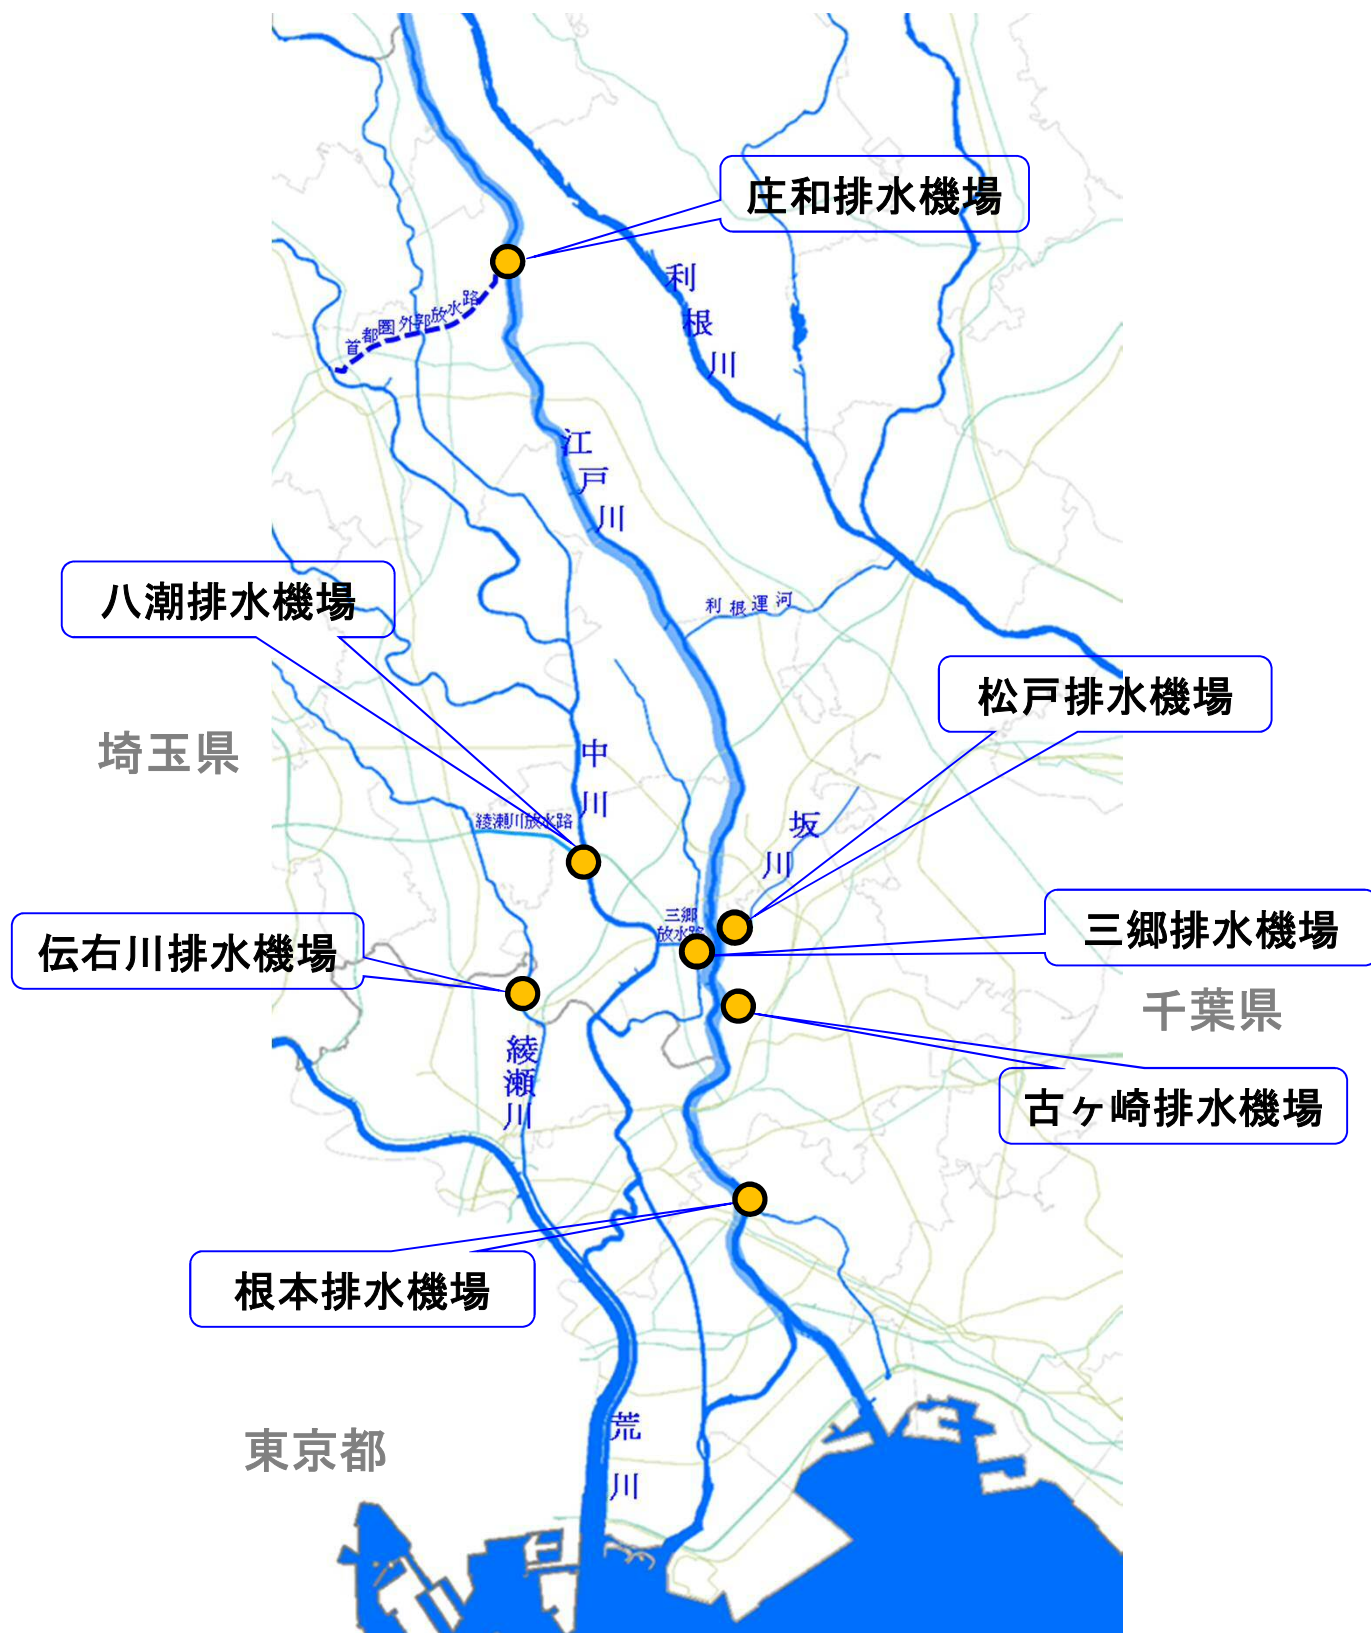 庄和排水機場
利根川
首都圏外郭放水路
江戸川
八潮排水機場
利根運河
松戸排水機場
埼玉県
中川
坂川
綾瀬川放水路
三郷
放水路
三郷排水機場
伝右川排水機場
千葉県
綾瀬川
古ヶ崎排水機場
根本排水機場
荒川
東京都